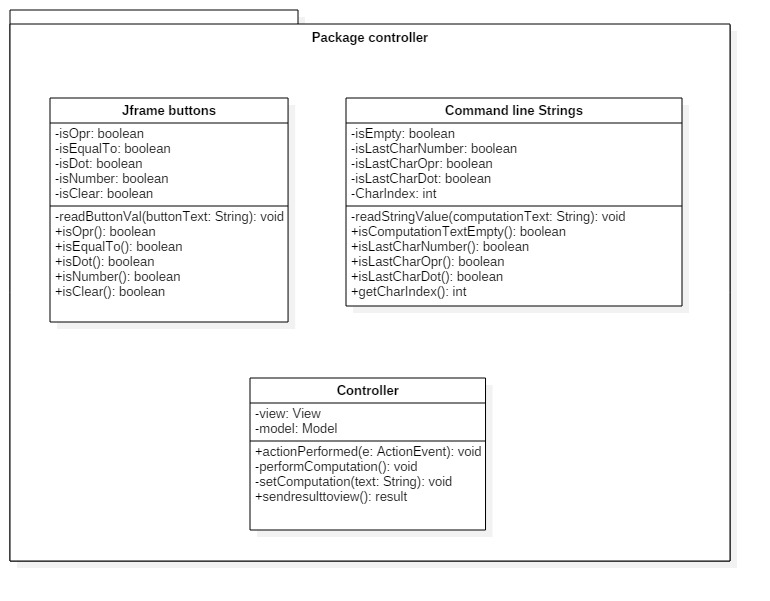 Package controller
Jframe buttons
-isOpr: boolean
-isEqualTo: boolean
-isDot: boolean
-isNumber: boolean
-isClear: boolean
-readButtonVal(buttonText: String): void
+isOpr(): boolean
+isEqualTo(): boolean
+isDot(): boolean
+isNumber(): boolean
+isClear(): boolean
Command line Strings
-isEmpty: boolean
-isLastCharNumber: boolean
-isLastCharOpr: boolean
-isLastCharDot: boolean
-CharIndex: int
-readStringValue(computationText: String): void
+isComputationTextEmpty(): boolean
+isLastCharNumber(): boolean
+isLastCharOpr(): boolean
+isLastCharDot(): boolean
+getCharIndex(): int
Controller
-view: View
-model: Model
+actionPerformed(e: ActionEvent): void
-performComputation(): void
-setComputation(text: String): void
+sendresulttoview(): result